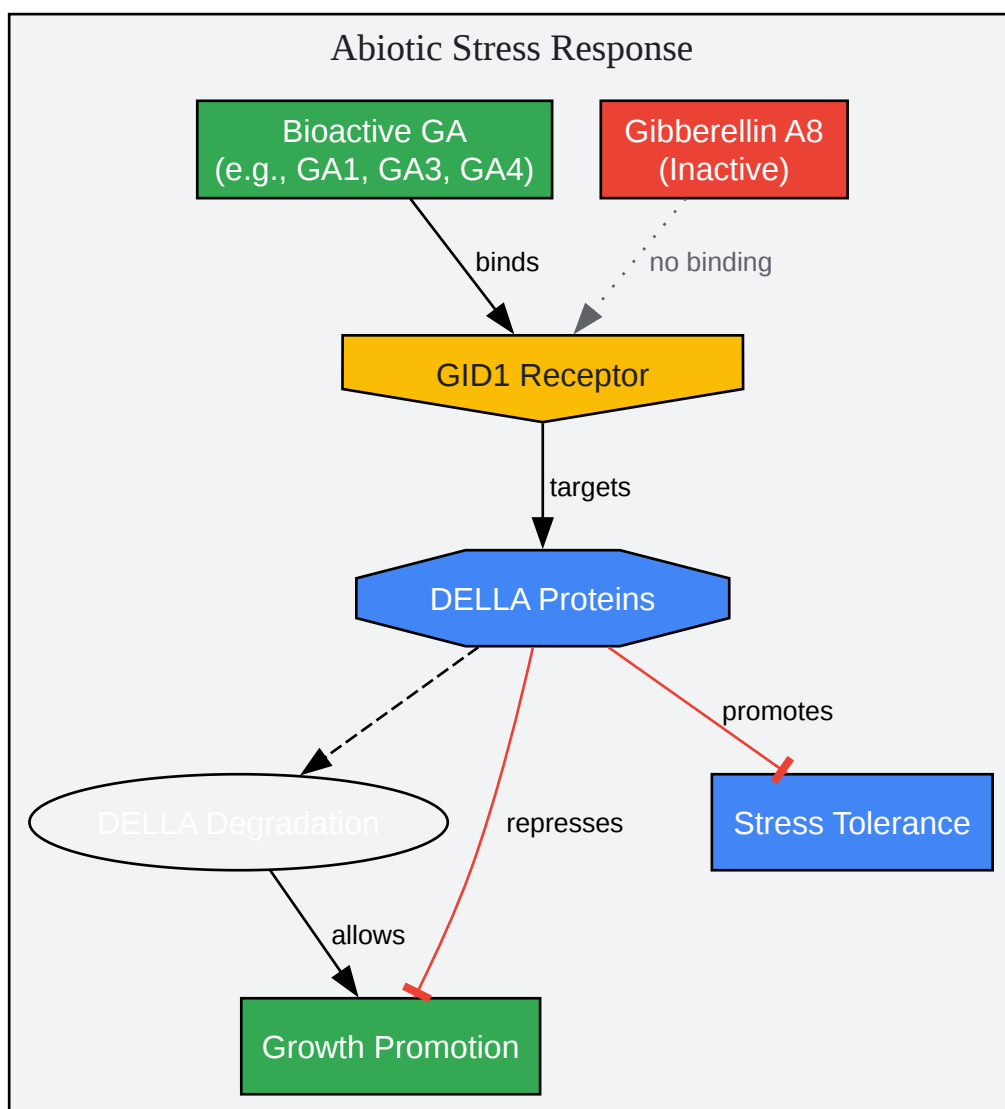 Abiotic Stress Response
Bioactive GA
(e.g., GA1, GA3, GA4)
Gibberellin A8
(Inactive)
binds
no binding
GID1 Receptor
targets
DELLA Proteins
promotes
DELLA Degradation
represses
Stress Tolerance
allows
Growth Promotion